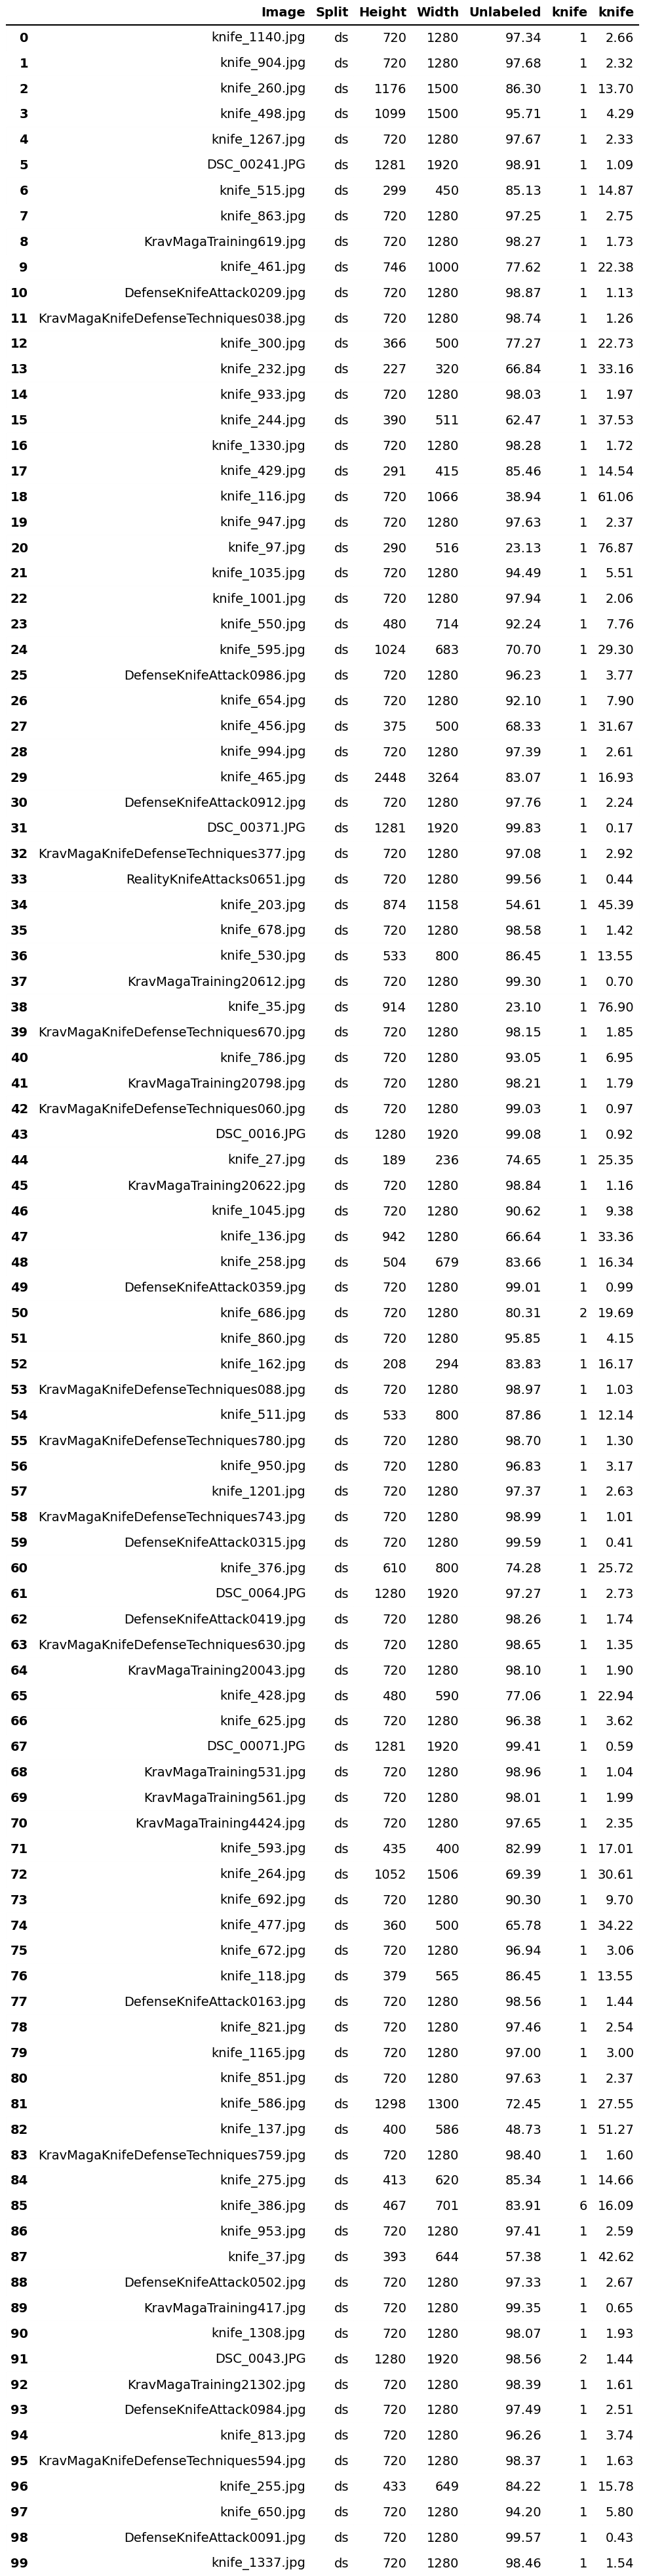 Image Split Height Width Unlabeled knife knife
0 knife_1140.jpg ds 720 1280 97.34 1 2.66
1 knife_904.jpg ds 720 1280 97.68 1 2.32
2 knife_260.jpg ds 1176 1500 86.30 1 13.70
3 knife_498.jpg ds 1099 1500 95.71 1 4.29
4 knife_1267.jpg ds 720 1280 97.67 1 2.33
5 DSC_00241.JPG ds 1281 1920 98.91 1 1.09
6 knife_515.jpg ds 299 450 85.13 1 14.87
7 knife_863.jpg ds 720 1280 97.25 1 2.75
8 KravMagaTraining619.jpg ds 720 1280 98.27 1 1.73
9 knife_461.jpg ds 746 1000 77.62 1 22.38
10 DefenseKnifeAttack0209.jpg ds 720 1280 98.87 1 1.13
11 KravMagaKnifeDefenseTechniques038.jpg ds 720 1280 98.74 1 1.26
12 knife_300.jpg ds 366 500 77.27 1 22.73
13 knife_232.jpg ds 227 320 66.84 1 33.16
14 knife_933.jpg ds 720 1280 98.03 1 1.97
15 knife_244.jpg ds 390 511 62.47 1 37.53
16 knife_1330.jpg ds 720 1280 98.28 1 1.72
17 knife_429.jpg ds 291 415 85.46 1 14.54
18 knife_116.jpg ds 720 1066 38.94 1 61.06
19 knife_947.jpg ds 720 1280 97.63 1 2.37
20 knife_97.jpg ds 290 516 23.13 1 76.87
21 knife_1035.jpg ds 720 1280 94.49 1 5.51
22 knife_1001.jpg ds 720 1280 97.94 1 2.06
23 knife_550.jpg ds 480 714 92.24 1 7.76
24 knife_595.jpg ds 1024 683 70.70 1 29.30
25 DefenseKnifeAttack0986.jpg ds 720 1280 96.23 1 3.77
26 knife_654.jpg ds 720 1280 92.10 1 7.90
27 knife_456.jpg ds 375 500 68.33 1 31.67
28 knife_994.jpg ds 720 1280 97.39 1 2.61
29 knife_465.jpg ds 2448 3264 83.07 1 16.93
30 DefenseKnifeAttack0912.jpg ds 720 1280 97.76 1 2.24
31 DSC_00371.JPG ds 1281 1920 99.83 1 0.17
32 KravMagaKnifeDefenseTechniques377.jpg ds 720 1280 97.08 1 2.92
33 RealityKnifeAttacks0651.jpg ds 720 1280 99.56 1 0.44
34 knife_203.jpg ds 874 1158 54.61 1 45.39
35 knife_678.jpg ds 720 1280 98.58 1 1.42
36 knife_530.jpg ds 533 800 86.45 1 13.55
37 KravMagaTraining20612.jpg ds 720 1280 99.30 1 0.70
38 knife_35.jpg ds 914 1280 23.10 1 76.90
39 KravMagaKnifeDefenseTechniques670.jpg ds 720 1280 98.15 1 1.85
40 knife_786.jpg ds 720 1280 93.05 1 6.95
41 KravMagaTraining20798.jpg ds 720 1280 98.21 1 1.79
42 KravMagaKnifeDefenseTechniques060.jpg ds 720 1280 99.03 1 0.97
43 DSC_0016.JPG ds 1280 1920 99.08 1 0.92
44 knife_27.jpg ds 189 236 74.65 1 25.35
45 KravMagaTraining20622.jpg ds 720 1280 98.84 1 1.16
46 knife_1045.jpg ds 720 1280 90.62 1 9.38
47 knife_136.jpg ds 942 1280 66.64 1 33.36
48 knife_258.jpg ds 504 679 83.66 1 16.34
49 DefenseKnifeAttack0359.jpg ds 720 1280 99.01 1 0.99
50 knife_686.jpg ds 720 1280 80.31 2 19.69
51 knife_860.jpg ds 720 1280 95.85 1 4.15
52 knife_162.jpg ds 208 294 83.83 1 16.17
53 KravMagaKnifeDefenseTechniques088.jpg ds 720 1280 98.97 1 1.03
54 knife_511.jpg ds 533 800 87.86 1 12.14
55 KravMagaKnifeDefenseTechniques780.jpg ds 720 1280 98.70 1 1.30
56 knife_950.jpg ds 720 1280 96.83 1 3.17
57 knife_1201.jpg ds 720 1280 97.37 1 2.63
58 KravMagaKnifeDefenseTechniques743.jpg ds 720 1280 98.99 1 1.01
59 DefenseKnifeAttack0315.jpg ds 720 1280 99.59 1 0.41
60 knife_376.jpg ds 610 800 74.28 1 25.72
61 DSC_0064.JPG ds 1280 1920 97.27 1 2.73
62 DefenseKnifeAttack0419.jpg ds 720 1280 98.26 1 1.74
63 KravMagaKnifeDefenseTechniques630.jpg ds 720 1280 98.65 1 1.35
64 KravMagaTraining20043.jpg ds 720 1280 98.10 1 1.90
65 knife_428.jpg ds 480 590 77.06 1 22.94
66 knife_625.jpg ds 720 1280 96.38 1 3.62
67 DSC_00071.JPG ds 1281 1920 99.41 1 0.59
68 KravMagaTraining531.jpg ds 720 1280 98.96 1 1.04
69 KravMagaTraining561.jpg ds 720 1280 98.01 1 1.99
70 KravMagaTraining4424.jpg ds 720 1280 97.65 1 2.35
71 knife_593.jpg ds 435 400 82.99 1 17.01
72 knife_264.jpg ds 1052 1506 69.39 1 30.61
73 knife_692.jpg ds 720 1280 90.30 1 9.70
74 knife_477.jpg ds 360 500 65.78 1 34.22
75 knife_672.jpg ds 720 1280 96.94 1 3.06
76 knife_118.jpg ds 379 565 86.45 1 13.55
77 DefenseKnifeAttack0163.jpg ds 720 1280 98.56 1 1.44
78 knife_821.jpg ds 720 1280 97.46 1 2.54
79 knife_1165.jpg ds 720 1280 97.00 1 3.00
80 knife_851.jpg ds 720 1280 97.63 1 2.37
81 knife_586.jpg ds 1298 1300 72.45 1 27.55
82 knife_137.jpg ds 400 586 48.73 1 51.27
83 KravMagaKnifeDefenseTechniques759.jpg ds 720 1280 98.40 1 1.60
84 knife_275.jpg ds 413 620 85.34 1 14.66
85 knife_386.jpg ds 467 701 83.91 6 16.09
86 knife_953.jpg ds 720 1280 97.41 1 2.59
87 knife_37.jpg ds 393 644 57.38 1 42.62
88 DefenseKnifeAttack0502.jpg ds 720 1280 97.33 1 2.67
89 KravMagaTraining417.jpg ds 720 1280 99.35 1 0.65
90 knife_1308.jpg ds 720 1280 98.07 1 1.93
91 DSC_0043.JPG ds 1280 1920 98.56 2 1.44
92 KravMagaTraining21302.jpg ds 720 1280 98.39 1 1.61
93 DefenseKnifeAttack0984.jpg ds 720 1280 97.49 1 2.51
94 knife_813.jpg ds 720 1280 96.26 1 3.74
95 KravMagaKnifeDefenseTechniques594.jpg ds 720 1280 98.37 1 1.63
96 knife_255.jpg ds 433 649 84.22 1 15.78
97 knife_650.jpg ds 720 1280 94.20 1 5.80
98 DefenseKnifeAttack0091.jpg ds 720 1280 99.57 1 0.43
99 knife_1337.jpg ds 720 1280 98.46 1 1.54